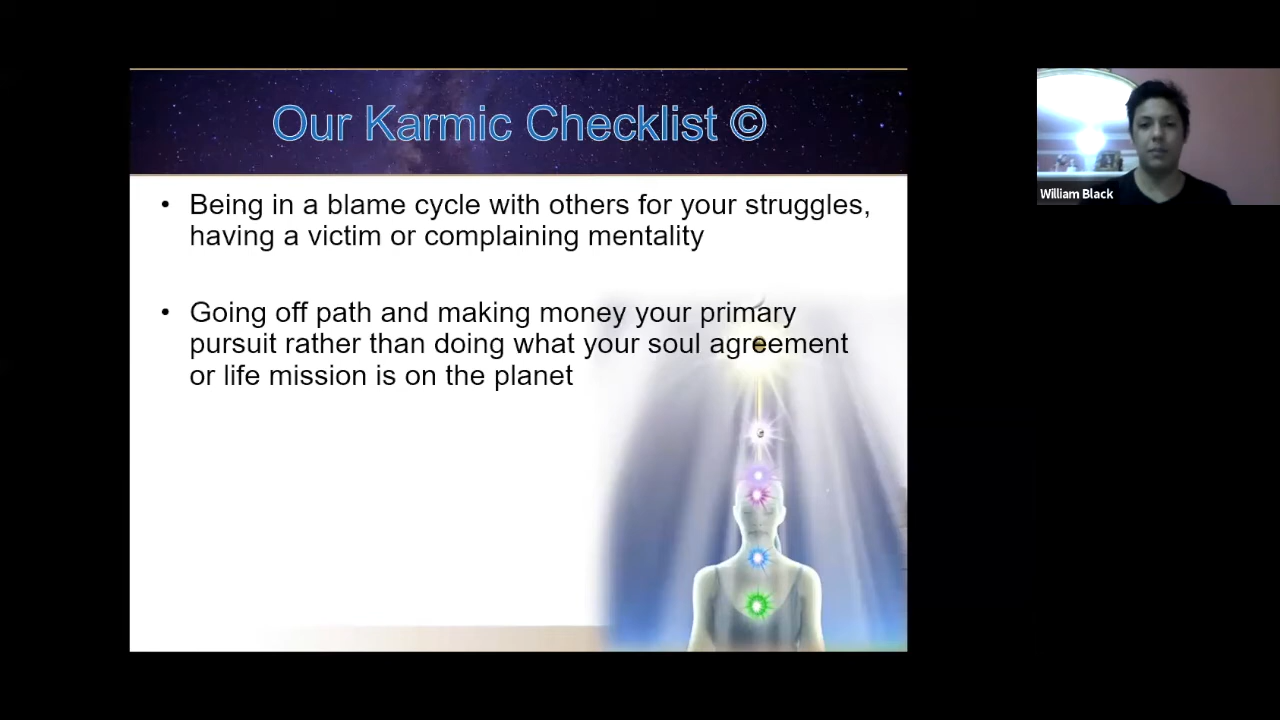 Our Karmic Checklist ©
• Being in a blame cycle with others for your struggles,
having a victim or complaining mentality
• Going off path and making money your primary
pursuit rather than doing what your soul agreement
or life mission is on the planet
William Black